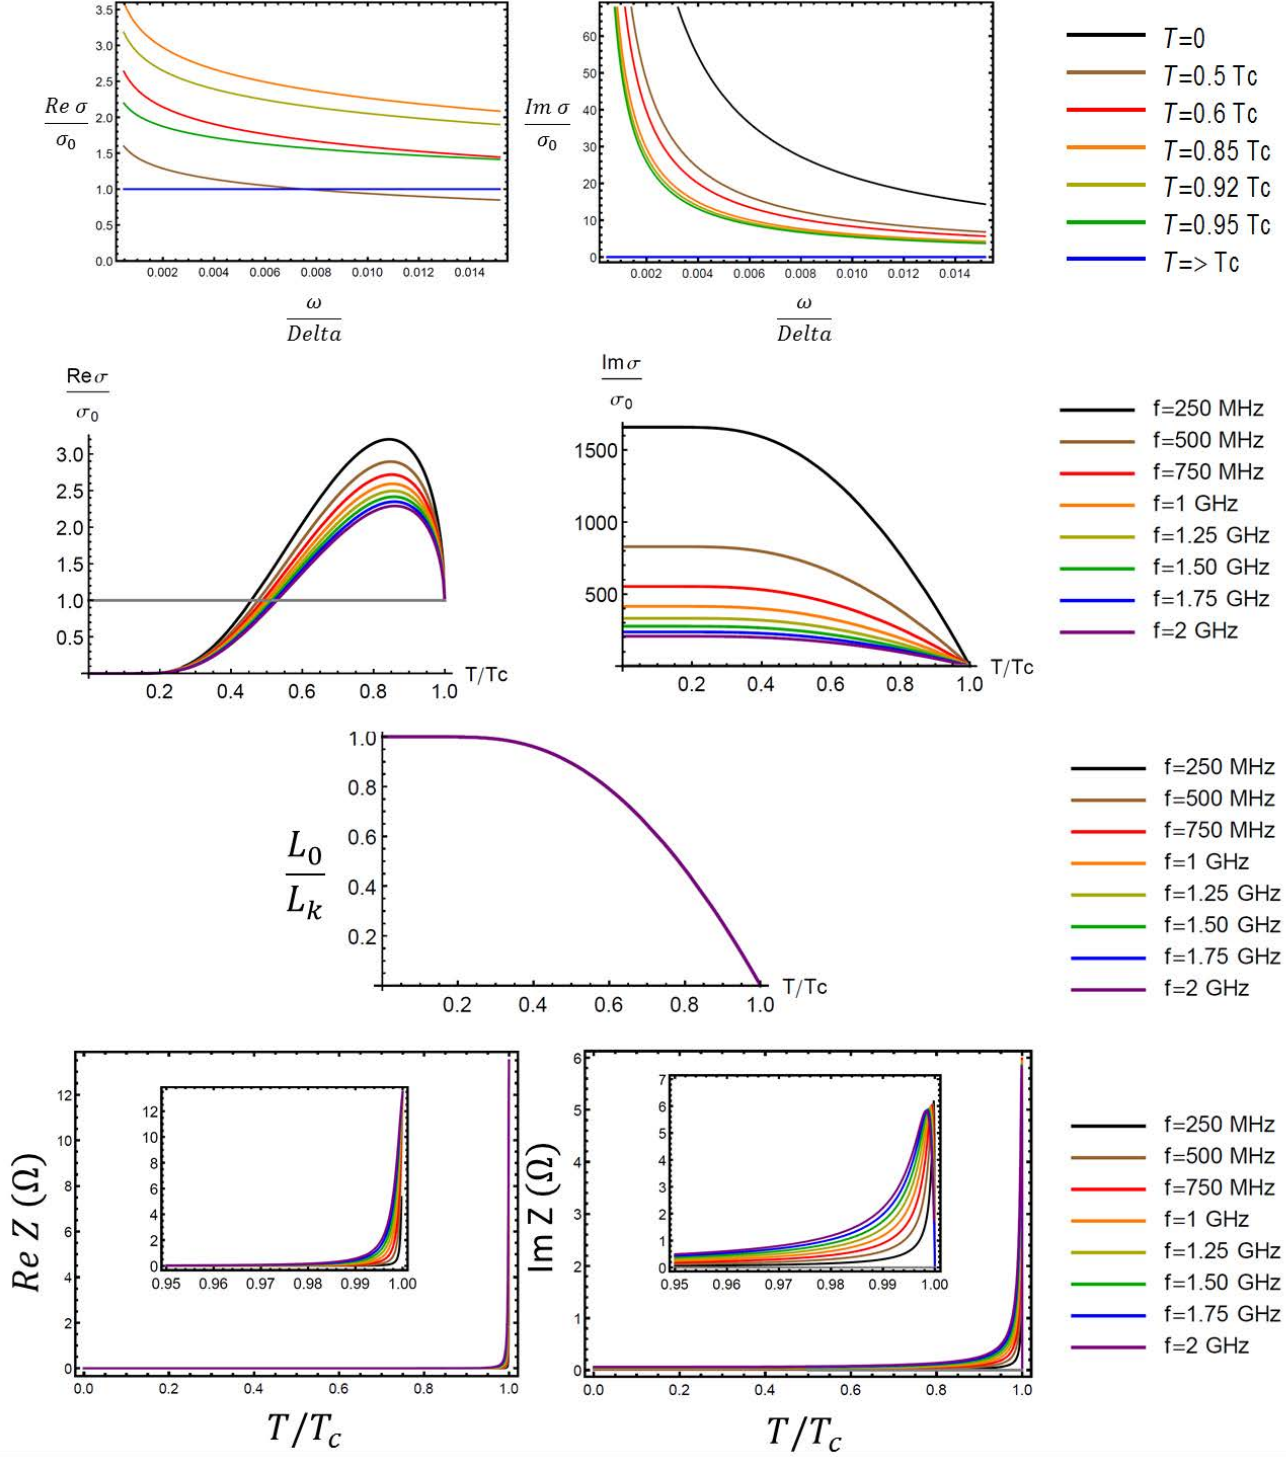 Re σ
σ₀
3.5
3.0
2.5
2.0
1.5
1.0
0.5
0.0
0.002 0.004 0.006 0.008 0.010 0.012 0.014
ω
Delta
Im σ
σ₀
60
50
40
30
20
10
0
0.002 0.004 0.006 0.008 0.010 0.012 0.014
ω
Delta
T=0
T=0.5 Tc
T=0.6 Tc
T=0.85 Tc
T=0.92 Tc
T=0.95 Tc
T=> Tc
Re σ
σ₀
3.0
2.5
2.0
1.5
1.0
0.5
0.2 0.4 0.6 0.8 1.0
T/Tc
Im σ
σ₀
1500
1000
500
0.2 0.4 0.6 0.8 1.0
T/Tc
f=250 MHz
f=500 MHz
f=750 MHz
f=1 GHz
f=1.25 GHz
f=1.50 GHz
f=1.75 GHz
f=2 GHz
L₀
Lₖ
1.0
0.8
0.6
0.4
0.2
0.2 0.4 0.6 0.8 1.0
T/Tc
f=250 MHz
f=500 MHz
f=750 MHz
f=1 GHz
f=1.25 GHz
f=1.50 GHz
f=1.75 GHz
f=2 GHz
Re Z (Ω)
12
10
8
6
4
2
0
0.0 0.2 0.4 0.6 0.8 1.0
12
10
8
6
4
2
0
0.95 0.96 0.97 0.98 0.99 1.00
T/T_c
Im Z (Ω)
6
5
4
3
2
1
0
0.0 0.2 0.4 0.6 0.8 1.0
7
6
5
4
3
2
1
0
0.95 0.96 0.97 0.98 0.99 1.00
T/T_c
f=250 MHz
f=500 MHz
f=750 MHz
f=1 GHz
f=1.25 GHz
f=1.50 GHz
f=1.75 GHz
f=2 GHz